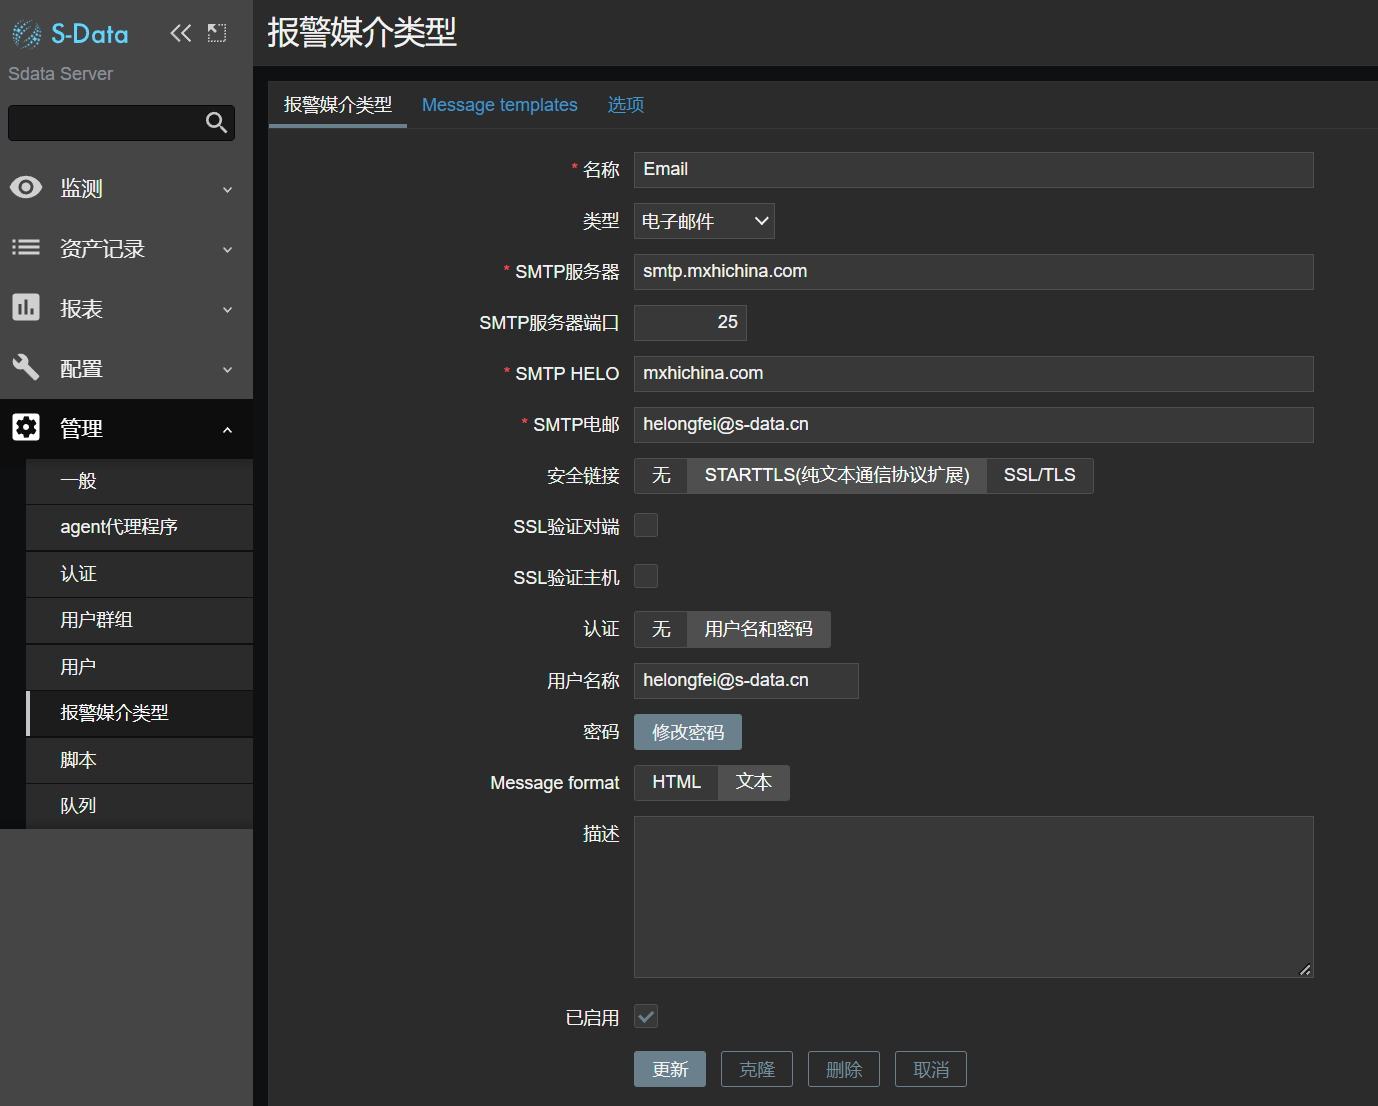 S-Data
Sdata Server
监测
资产记录
报表
配置
管理
一般
agent代理程序
认证
用户群组
用户
报警媒介类型
脚本
队列
报警媒介类型
报警媒介类型 Message templates 选项
* 名称 Email
类型 电子邮件
* SMTP服务器 smtp.mxhichina.com
SMTP服务器端口 25
* SMTP HELO mxhichina.com
* SMTP电邮 helongfei@s-data.cn
安全链接 无 STARTTLS(纯文本通信协议扩展) SSL/TLS
SSL验证对端
SSL验证主机
认证 无 用户名和密码
用户名称 helongfei@s-data.cn
密码 修改密码
Message format HTML 文本
描述
已启用
更新 克隆 删除 取消